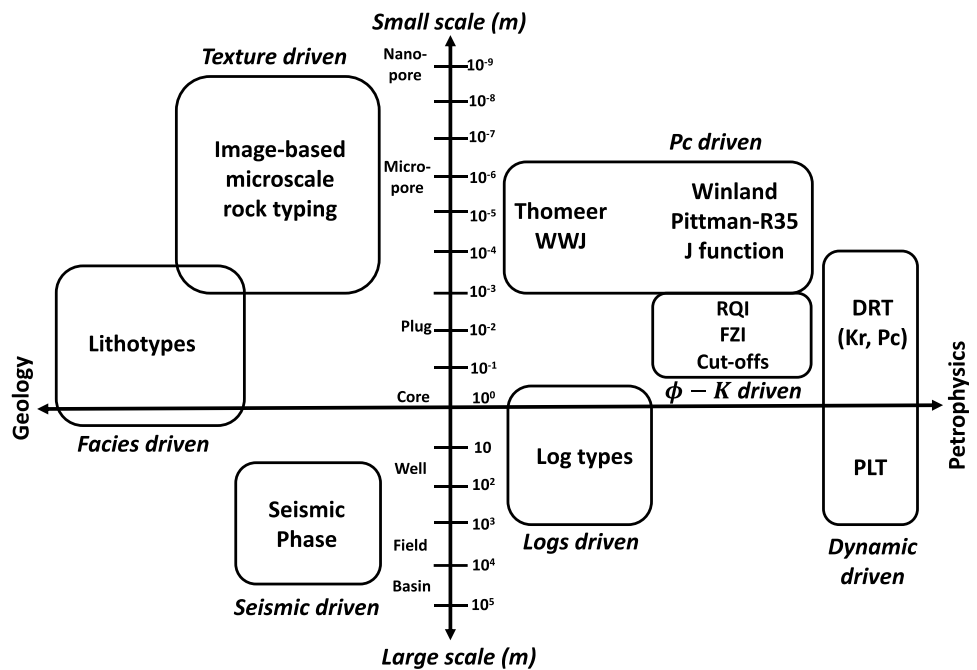 Small scale (m)
Texture driven
Nano-
pore
10⁻⁹
10⁻⁸
10⁻⁷
Image-based
microscale
rock typing
Micro-
pore
10⁻⁶
10⁻⁵
10⁻⁴
10⁻³
Pc driven
Thomeer
WWJ
Winland
Pittman-R35
J function
Lithotypes
Plug
10⁻²
10⁻¹
RQI
FZI
Cut-offs
DRT
(Kr, Pc)
Geology
Core
10⁰
ϕ − K driven
Petrophysics
Facies driven
10
Well
10²
10³
Log types
PLT
Seismic
Phase
Field
10⁴
Logs driven
Dynamic
driven
Basin
10⁵
Seismic driven
Large scale (m)